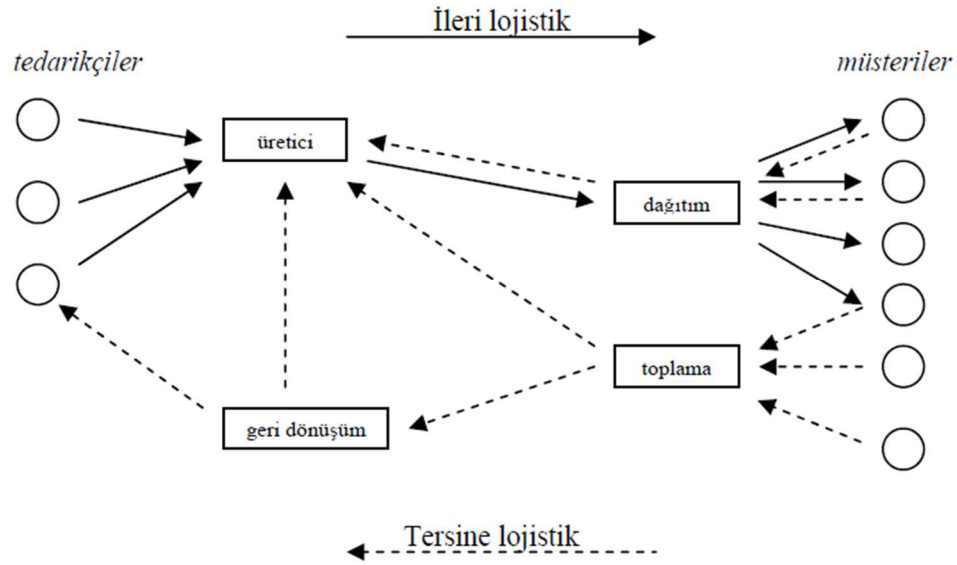 İleri lojistik
tedarikçiler
müsteriler
üretici
dağıtım
toplama
geri dönüşüm
Tersine lojistik